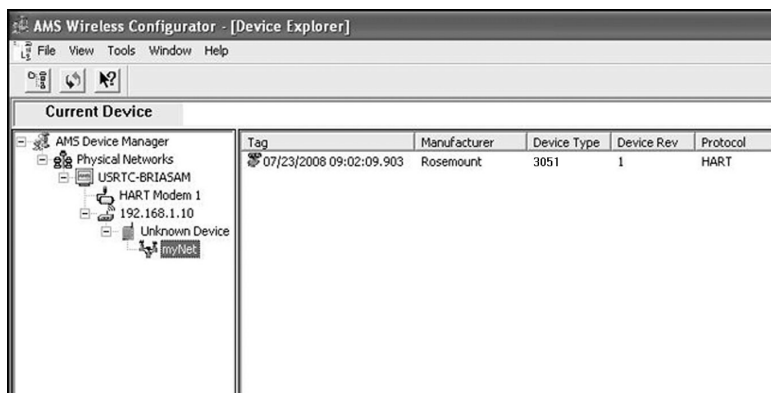 AMS Wireless Configurator - [Device Explorer]
File View Tools Window Help
Current Device
AMS Device Manager
Physical Networks
USRTC-BRIASAM
HART Modem 1
192.168.1.10
Unknown Device
myNet
Tag Manufacturer Device Type Device Rev Protocol
07/23/2008 09:02:09.903 Rosemount 3051 1 HART